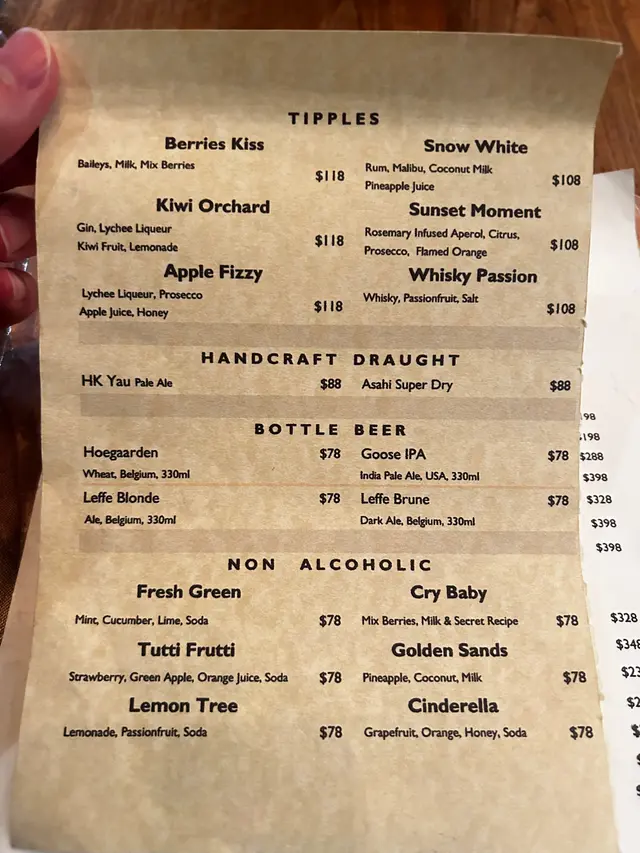 TIPPLES
Berries Kiss
Baileys, Milk, Mix Berries
$118
Snow White
Rum, Malibu, Coconut Milk
Pineapple Juice
$108
Kiwi Orchard
Gin, Lychee Liqueur
Kiwi Fruit, Lemonade
$118
Sunset Moment
Rosemary Infused Aperol, Citrus,
Prosecco, Flamed Orange
$108
Apple Fizzy
Lychee Liqueur, Prosecco
Apple Juice, Honey
$118
Whisky Passion
Whisky, Passionfruit, Salt
$108
HANDCRAFT DRAUGHT
HK Yau Pale Ale $88
Asahi Super Dry $88
BOTTLE BEER
Hoegaarden $78
Wheat, Belgium, 330ml
Goose IPA $78
India Pale Ale, USA, 330ml
Leffe Blonde $78
Ale, Belgium, 330ml
Leffe Brune $78
Dark Ale, Belgium, 330ml
NON ALCOHOLIC
Fresh Green
Mint, Cucumber, Lime, Soda $78
Cry Baby
Mix Berries, Milk & Secret Recipe $78
Tutti Frutti
Strawberry, Green Apple, Orange Juice, Soda $78
Golden Sands
Pineapple, Coconut, Milk $78
Lemon Tree
Lemonade, Passionfruit, Soda $78
Cinderella
Grapefruit, Orange, Honey, Soda $78
198
198
$288
$398
$328
$398
$398
$328